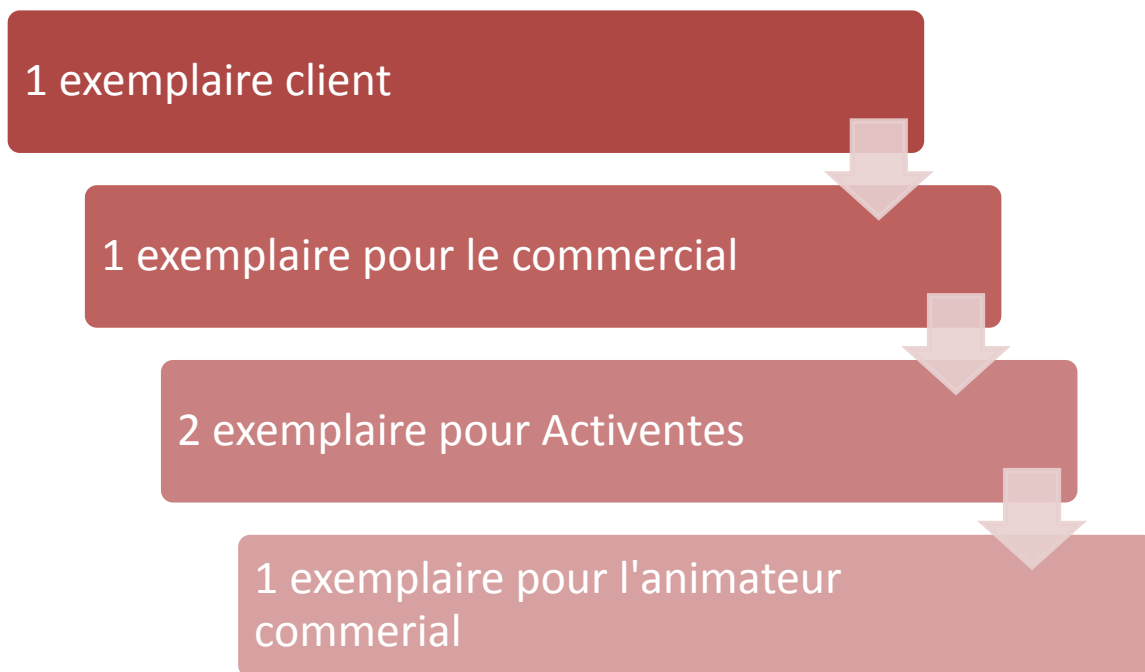 1 exemplaire client
1 exemplaire pour le commercial
2 exemplaire pour Activentes
1 exemplaire pour l'animateur
commerial